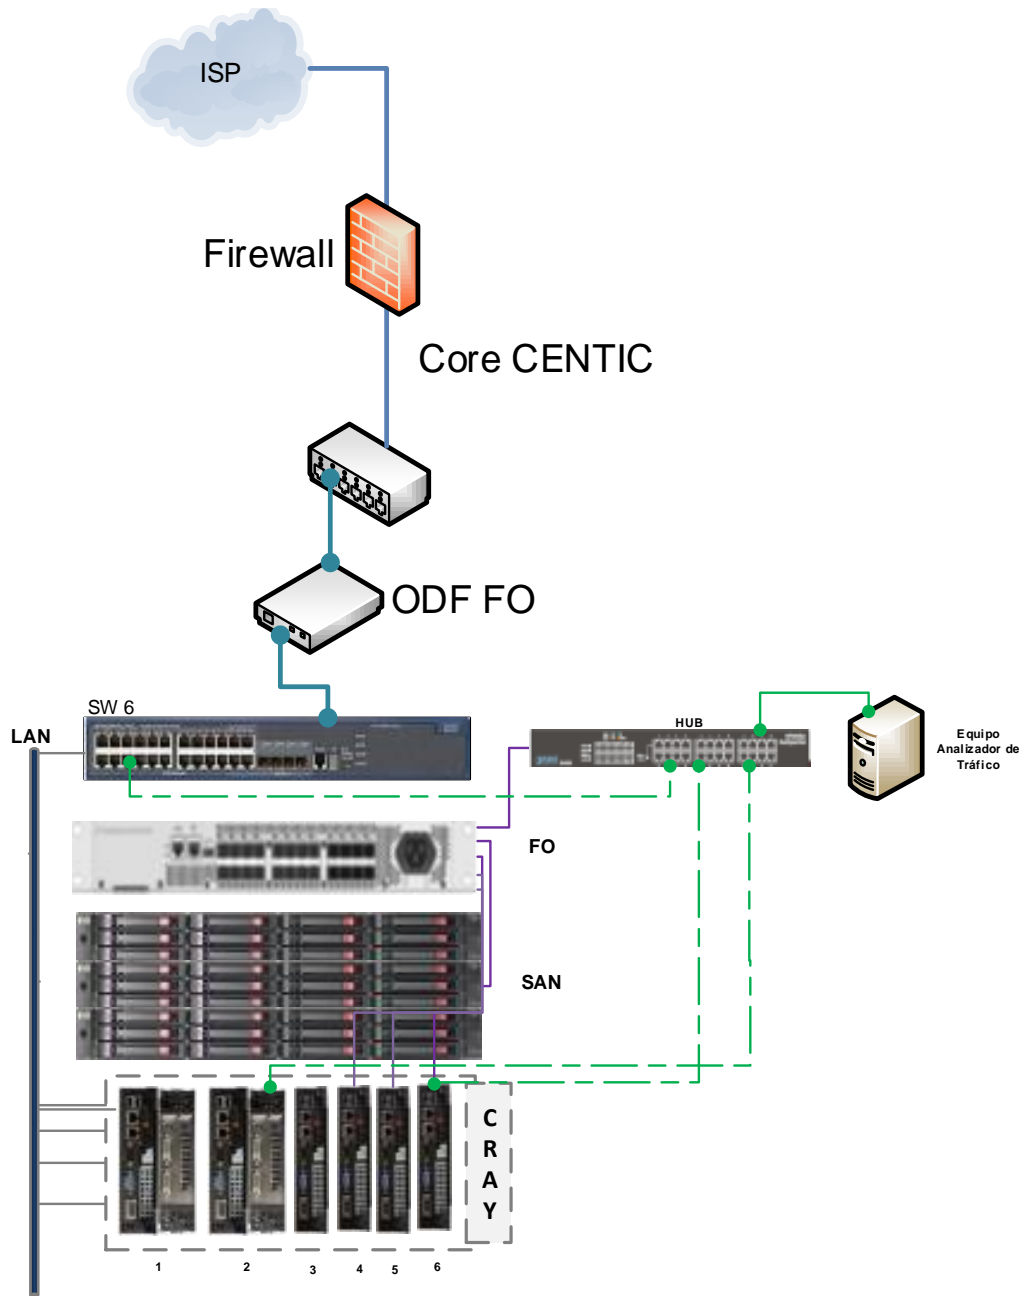 ISP
Firewall
Core CENTIC
ODF FO
SW 6
HUB
LAN
Equipo
Analizador de
Tráfico
FO
SAN
C
R
A
Y
1 2 3 4 5 6